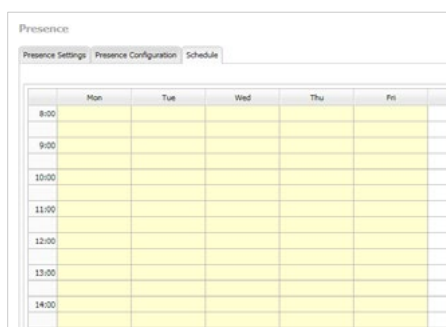 Presence
Presence Settings Presence Configuration Schedule
Mon Tue Wed Thu Fri
8:00
9:00
10:00
11:00
12:00
13:00
14:00